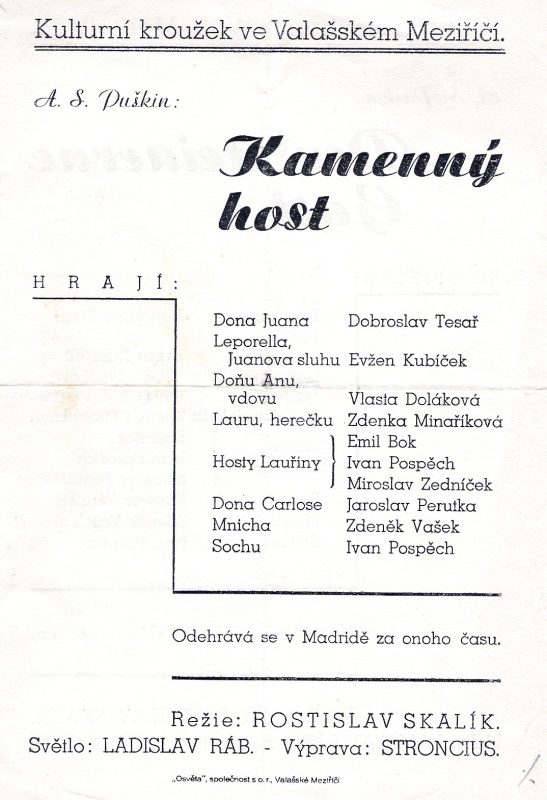 Kulturní kroužek ve Valašském Meziříčí.
A. S. Puškin:
Kamenný
host
HRAJÍ:
Dona Juana Dobroslav Tesař
Leporella,
Juanova sluhu Evžen Kubíček
Doňu Anu,
vdovu Vlasta Doláková
Lauru, herečku Zdenka Minaříková
Emil Bok
Hosty Lauřiny Ivan Pospěch
Miroslav Zedníček
Dona Carlose Jaroslav Perutka
Mnicha Zdeněk Vašek
Sochu Ivan Pospěch
Odehrává se v Madridě za onoho času.
Režie: ROSTISLAV SKALÍK.
Světlo: LADISLAV RÁB. - Výprava: STRONCIUS.
„Osvěta", společnost s o. r., Valašské Meziříčí